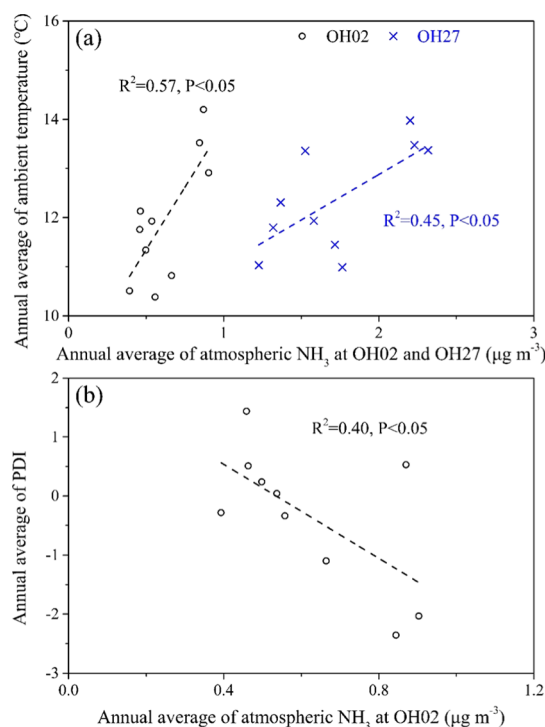 (a)
OH02
OH27
R²=0.57, P<0.05
R²=0.45, P<0.05
Annual average of ambient temperature (°C)
16
14
12
10
0
1
2
3
Annual average of atmospheric NH₃ at OH02 and OH27 (μg m⁻³)
(b)
R²=0.40, P<0.05
Annual average of PDI
2
1
0
-1
-2
-3
0.0
0.4
0.8
1.2
Annual average of atmospheric NH₃ at OH02 (μg m⁻³)